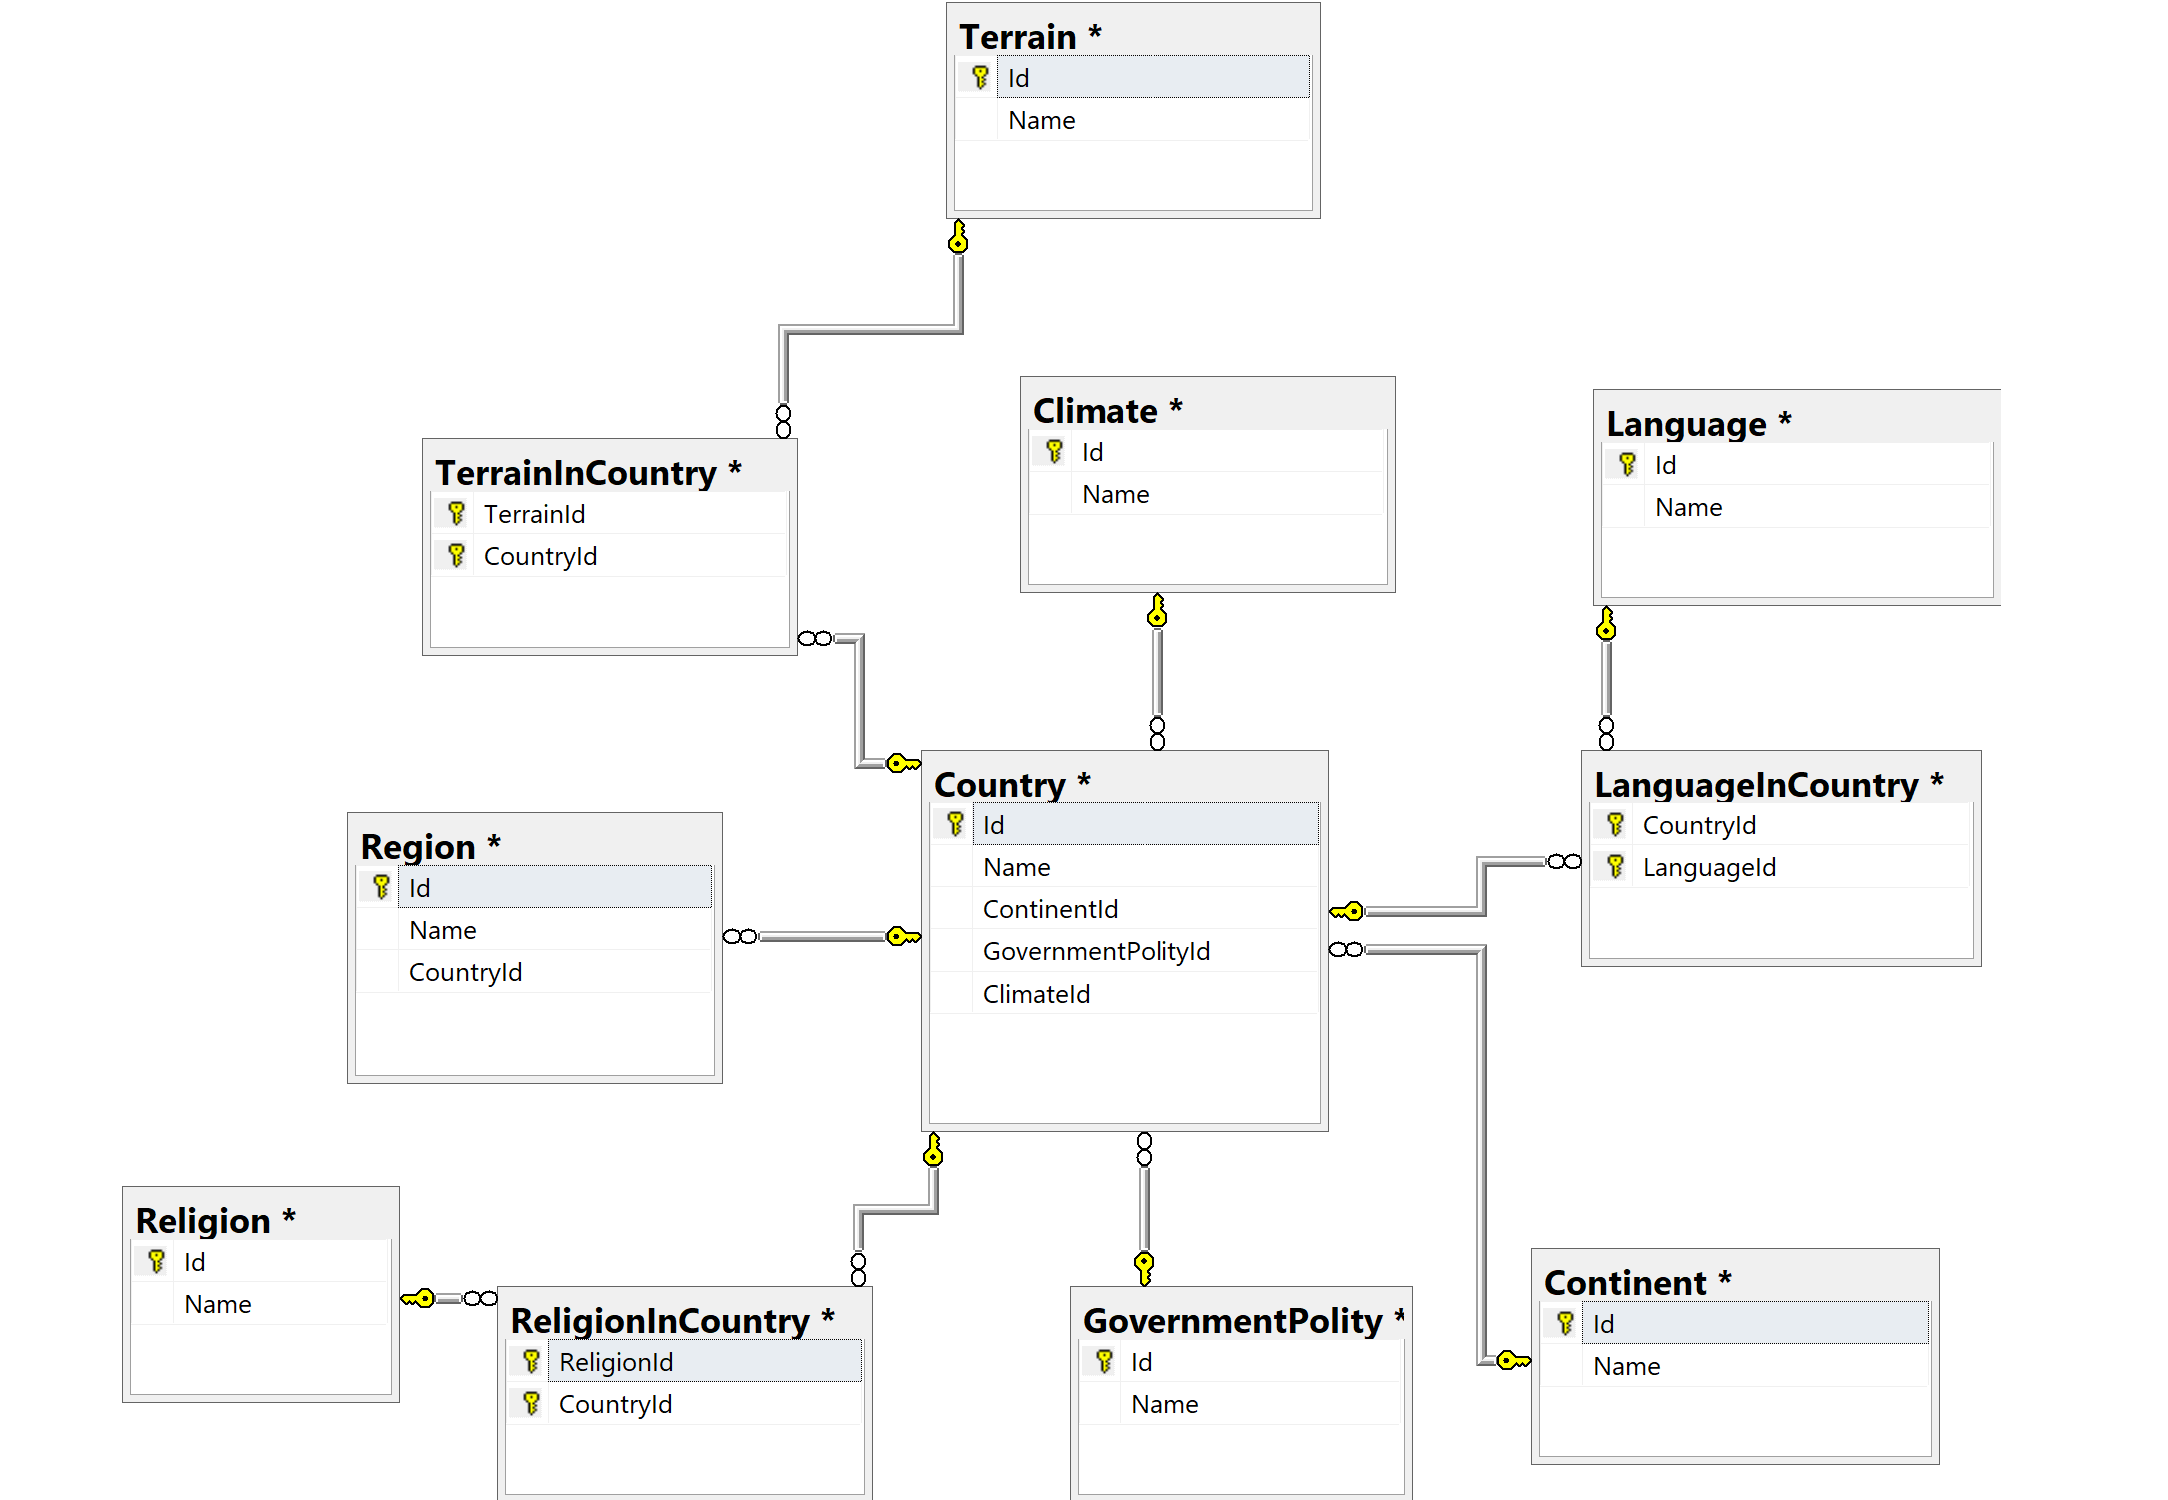 Terrain *
Id
Name
Climate *
Id
Name
Language *
Id
Name
TerrainInCountry *
TerrainId
CountryId
Country *
Id
Name
ContinentId
GovernmentPolityId
ClimateId
LanguageInCountry *
CountryId
LanguageId
Region *
Id
Name
CountryId
Religion *
Id
Name
ReligionInCountry *
ReligionId
CountryId
GovernmentPolity *
Id
Name
Continent *
Id
Name